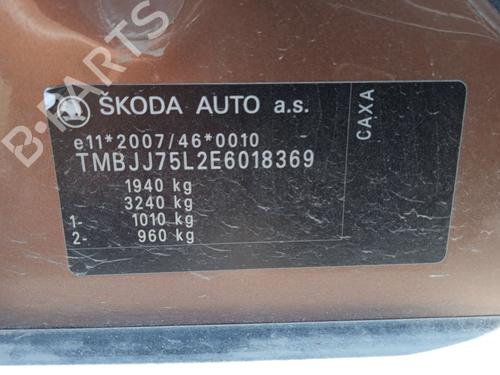 ŠKODA AUTO a.s.
e11*2007/46*0010
TMBJJ75L2E6018369
1940 kg
3240 kg
1- 1010 kg
2- 960 kg
CAXA
B-PARTS